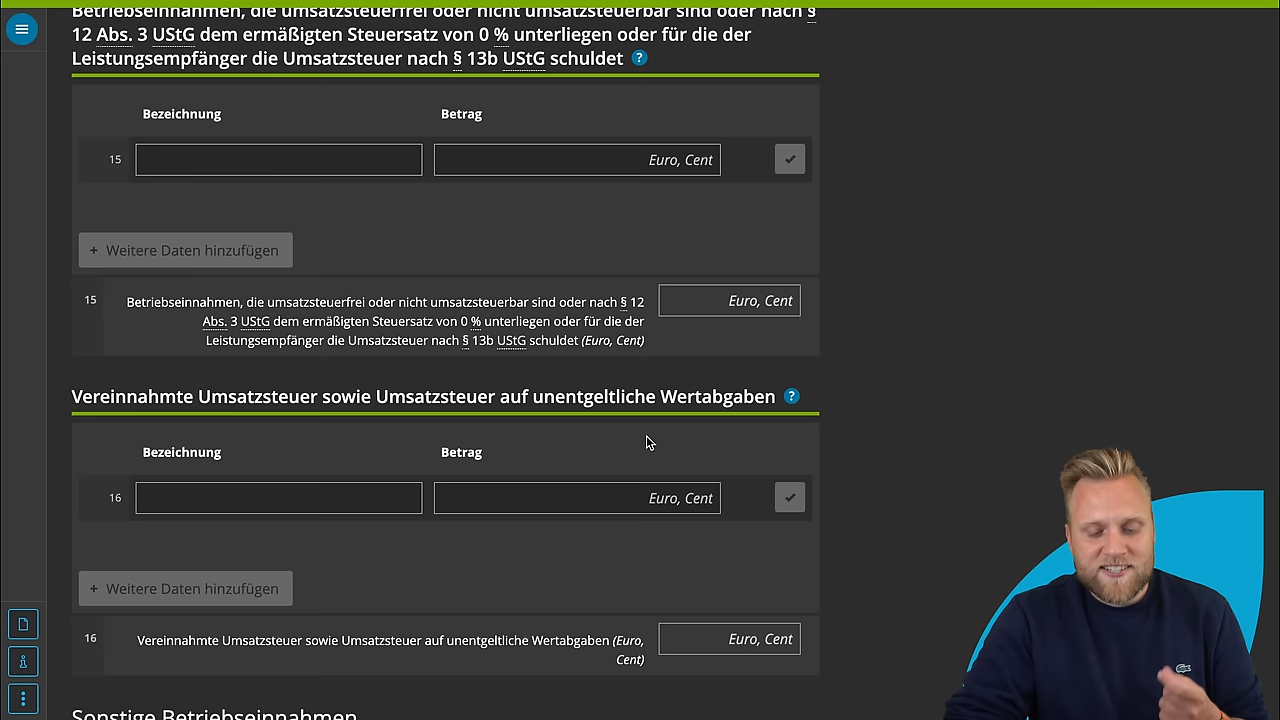 Betriebseinnahmen, die umsatzsteuerfrei oder nicht umsatzsteuerbar sind oder nach §
12 Abs. 3 UStG dem ermäßigten Steuersatz von 0 % unterliegen oder für die der
Leistungsempfänger die Umsatzsteuer nach § 13b UStG schuldet ?
Bezeichnung Betrag
15 Euro, Cent
+ Weitere Daten hinzufügen
15 Betriebseinnahmen, die umsatzsteuerfrei oder nicht umsatzsteuerbar sind oder nach § 12 Euro, Cent
Abs. 3 UStG dem ermäßigten Steuersatz von 0 % unterliegen oder für die der
Leistungsempfänger die Umsatzsteuer nach § 13b UStG schuldet (Euro, Cent)
Vereinnahmte Umsatzsteuer sowie Umsatzsteuer auf unentgeltliche Wertabgaben ?
Bezeichnung Betrag
16 Euro, Cent
+ Weitere Daten hinzufügen
16 Vereinnahmte Umsatzsteuer sowie Umsatzsteuer auf unentgeltliche Wertabgaben (Euro, Euro, Cent
Cent)
Sonstige Betriebseinnahmen